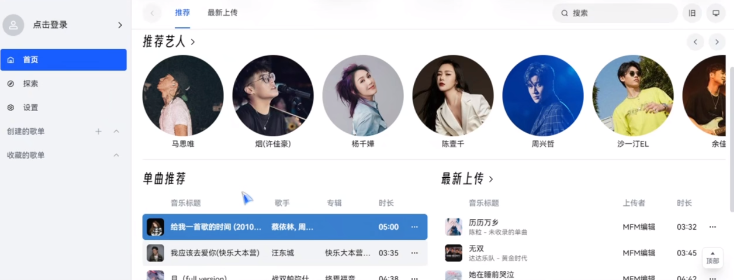 点击登录
首页
探索
设置
创建的歌单
收藏的歌单
推荐 最新上传 搜索 旧
推荐艺人
马思唯 烟(许佳豪) 杨千嬅 陈壹千 周兴哲 沙一汀EL 余佳
单曲推荐
音乐标题 歌手 专辑 时长
给我一首歌的时间 (2010... 蔡依林, 周... 05:00 ...
我应该去爱你(快乐大本营) 汪东城 快乐大本营... 03:35 ...
(full version) 04:38
最新上传
音乐标题 上传者 时长
历历万乡 MFM编辑 03:32 ...
陈粒 - 未收录的单曲
无双 MFM编辑 03:45
达达乐队 - 黄金时代
她在睡前哭泣 MFM编辑 04:42
顶部